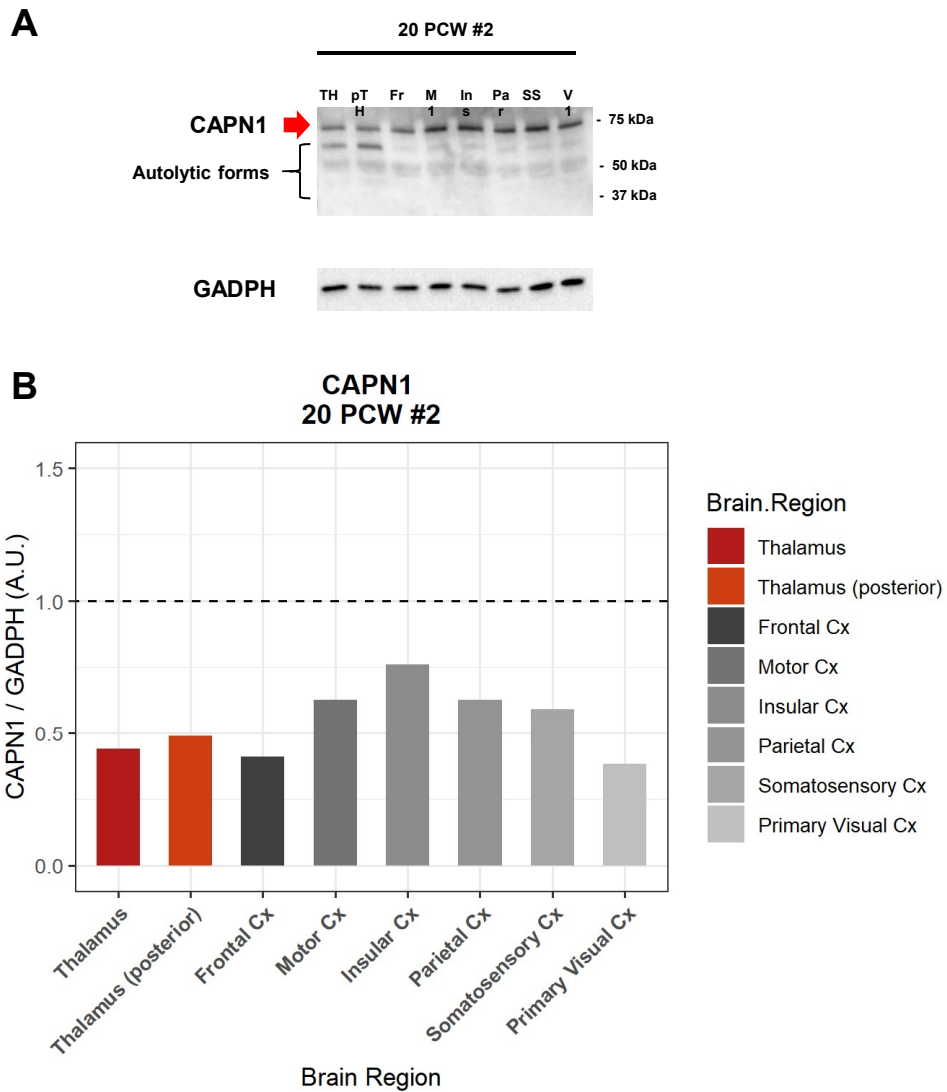 A
20 PCW #2
TH pT H Fr M 1 In s Pa r SS V 1
CAPN1
- 75 kDa
Autolytic forms
- 50 kDa
- 37 kDa
GADPH
B
CAPN1
20 PCW #2
CAPN1 / GADPH (A.U.)
1.5
1.0
0.5
0.0
Thalamus
Thalamus (posterior)
Frontal Cx
Motor Cx
Insular Cx
Parietal Cx
Somatosensory Cx
Primary Visual Cx
Brain Region
Brain.Region
Thalamus
Thalamus (posterior)
Frontal Cx
Motor Cx
Insular Cx
Parietal Cx
Somatosensory Cx
Primary Visual Cx